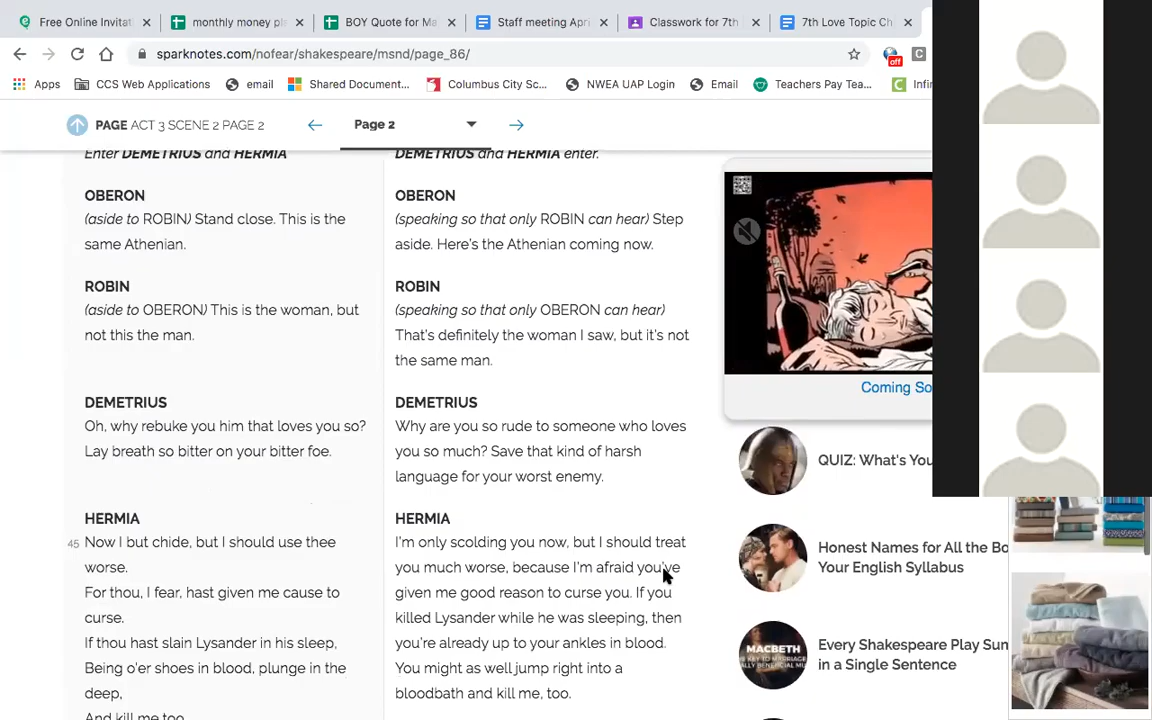 Free Online Invitati
monthly money pl
BOY Quote for Ma
Staff meeting Apri
Classwork for 7th
7th Love Topic Ch
sparknotes.com/nofear/shakespeare/msnd/page_86/
off
C
Apps
CCS Web Applications
email
Shared Document...
Columbus City Sc...
NWEA UAP Logging
Email
Teachers Pay Tea...
Infin
PAGE ACT 3 SCENE 2 PAGE 2
Page 2
Enter DEMETRIUS and HERMIA
OBERON
(aside to ROBIN) Stand close. This is the
same Athenian.
ROBIN
(aside to OBERON) This is the woman, but
not this the man.
DEMETRIUS
Oh, why rebuke you him that loves you so?
Lay breath so bitter on your bitter foe.
HERMIA
45 Now I but chide, but I should use thee
worse.
For thou, I fear, hast given me cause to
curse.
If thou hast slain Lysander in his sleep,
Being o'er shoes in blood, plunge in the
deep,
And kill me too.
DEMETRIUS and HERMIA enter.
OBERON
(speaking so that only ROBIN can hear) Step
aside. Here's the Athenian coming now.
ROBIN
(speaking so that only OBERON can hear)
That's definitely the woman I saw, but it's not
the same man.
DEMETRIUS
Why are you so rude to someone who loves
you so much? Save that kind of harsh
language for your worst enemy.
HERMIA
I'm only scolding you now, but I should treat
you much worse, because I'm afraid you've
given me good reason to curse you. If you
killed Lysander while he was sleeping, then
you're already up to your ankles in blood.
You might as well jump right into a
bloodbath and kill me, too.
Coming So
QUIZ: What's You
Honest Names for All the Bo
Your English Syllabus
MACBETH
Every Shakespeare Play Sum
in a Single Sentence